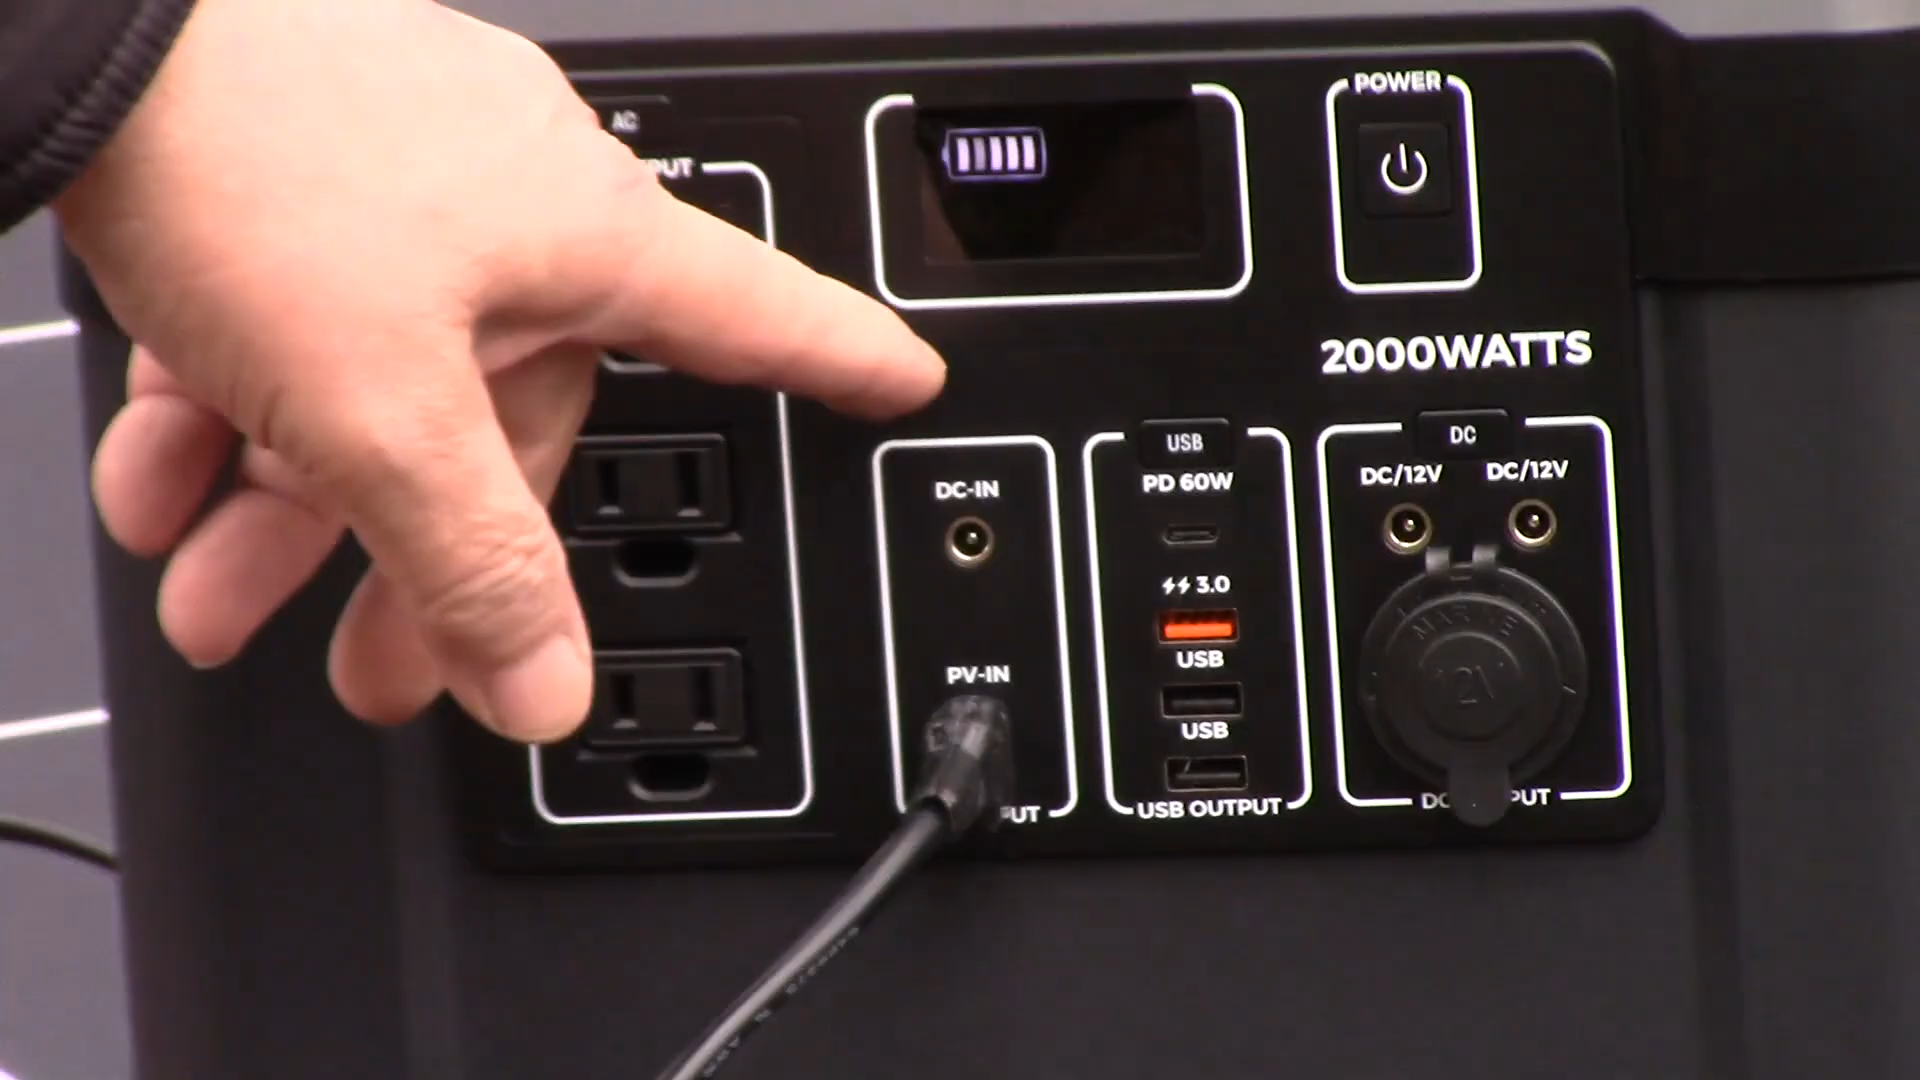 AC
POWER
2000WATTS
DC-IN
PV-IN
USB
PD 60W
3.0
USB
USB
USB OUTPUT
DC
DC/12V
DC/12V
12V